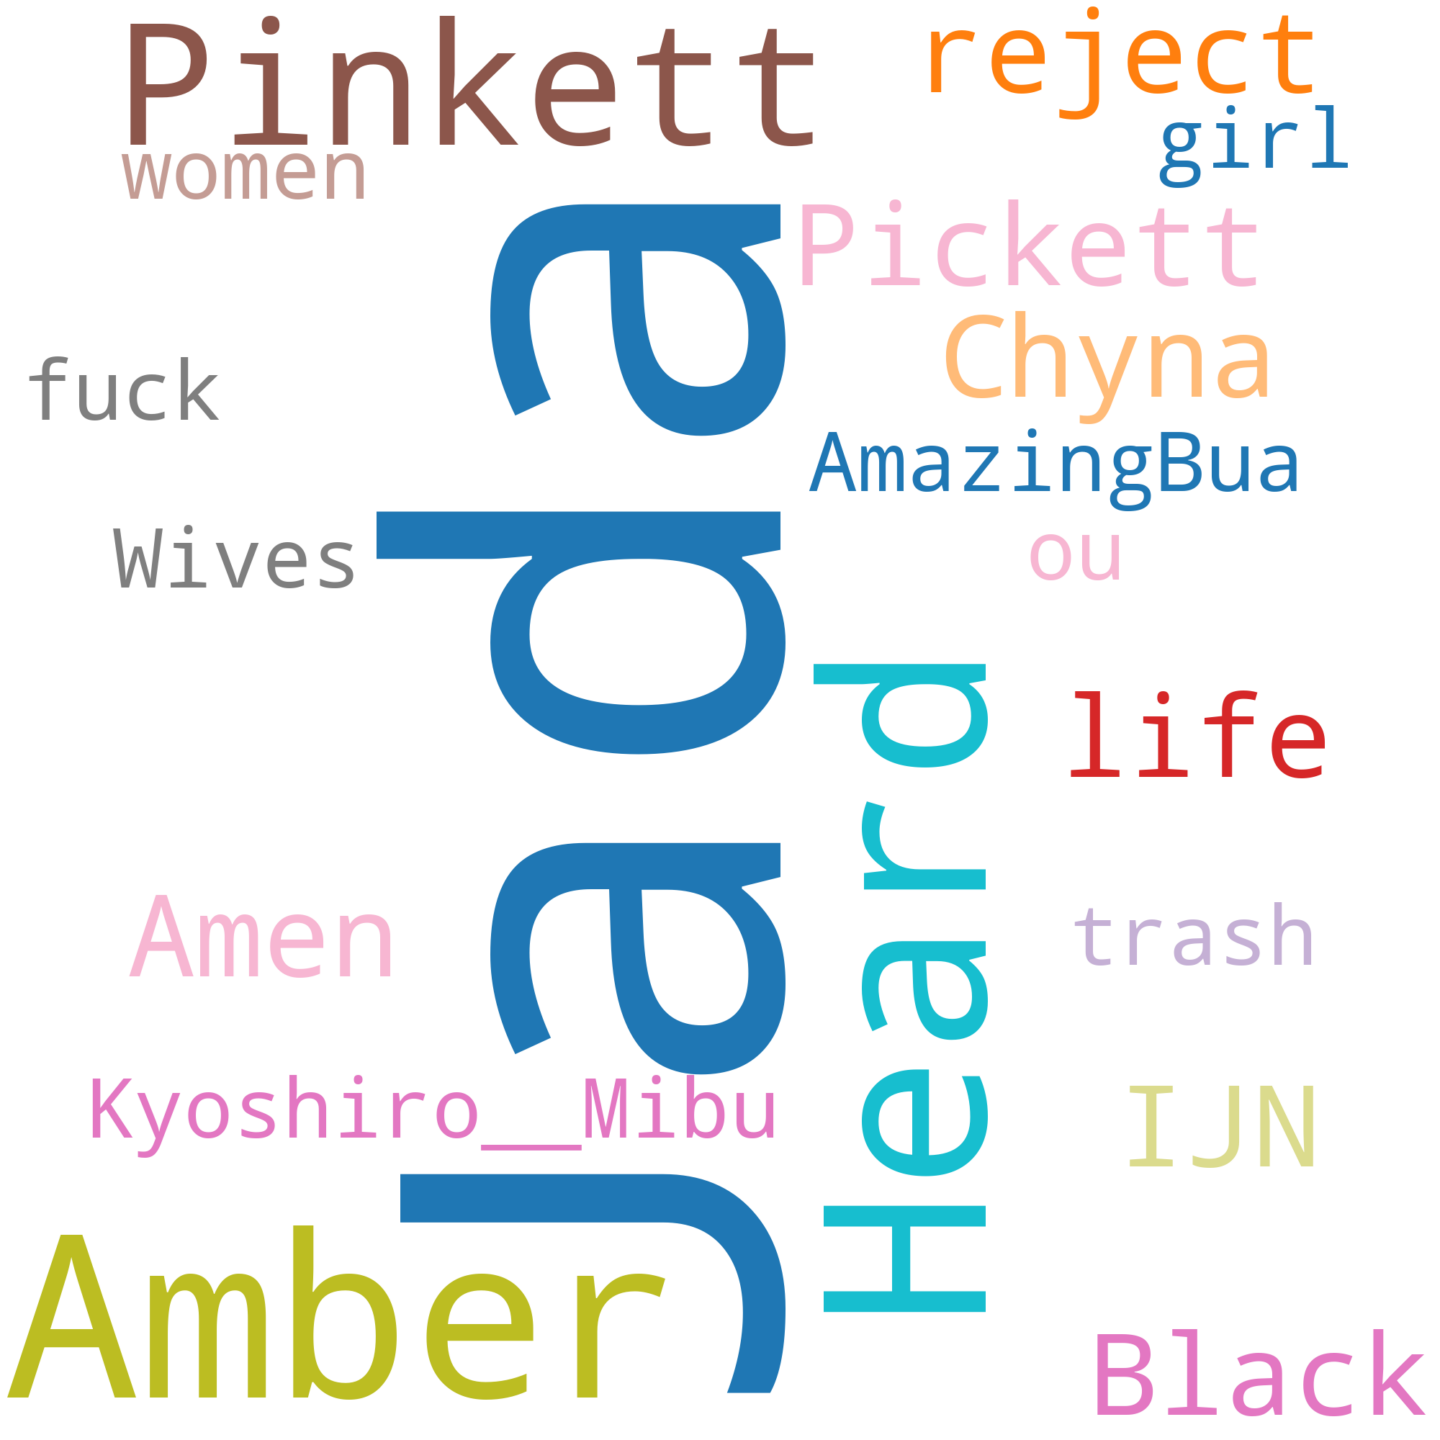 Pinkett
reject
girl
women
Pickett
Jada
Chyna
fuck
AmazingBua
Wives
ou
Heard
life
Amen
trash
Kyoshiro__Mibu
IJN
Amber
Black